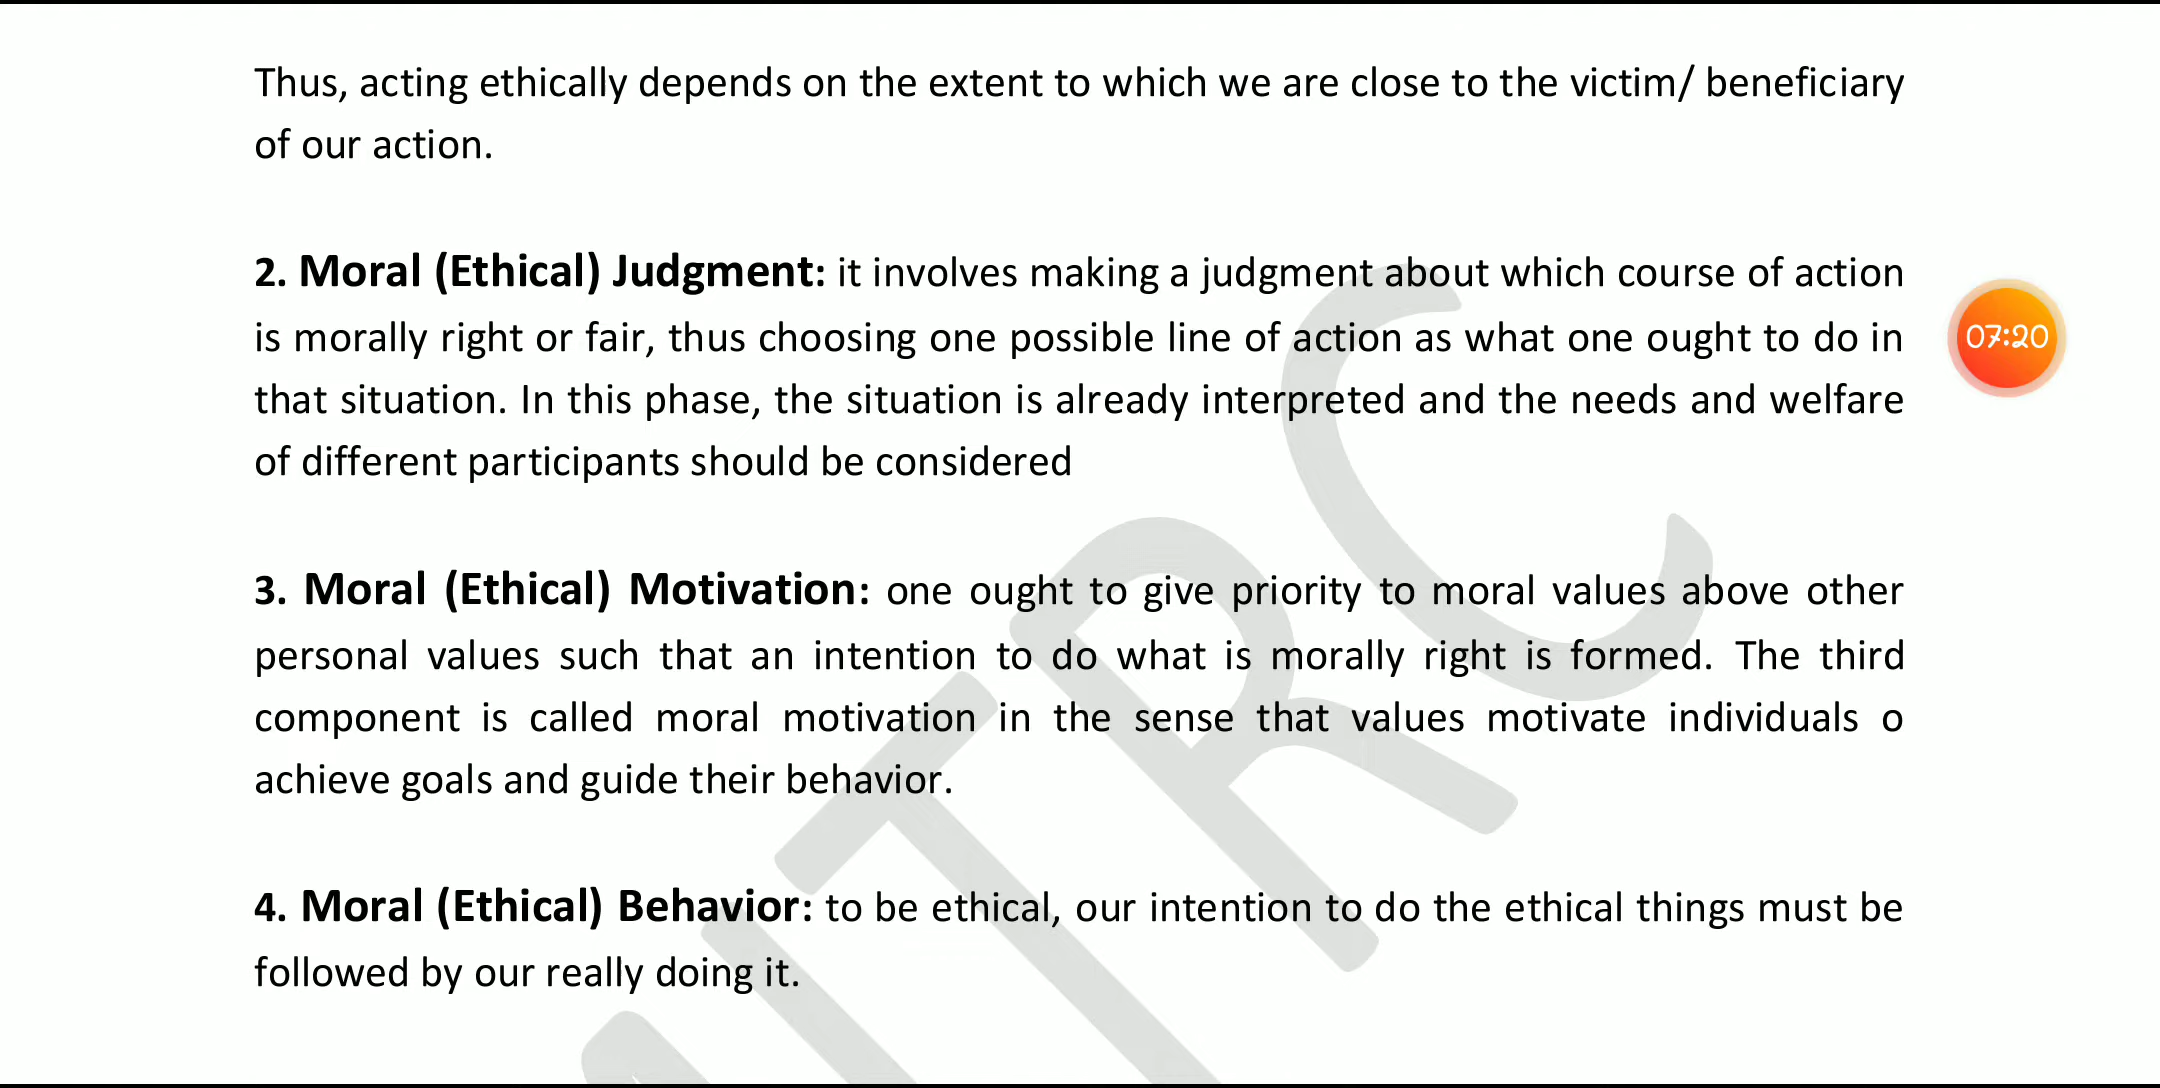 Thus, acting ethically depends on the extent to which we are close to the victim/ beneficiary
of our action.
2. Moral (Ethical) Judgment: it involves making a judgment about which course of action
is morally right or fair, thus choosing one possible line of action as what one ought to do in
that situation. In this phase, the situation is already interpreted and the needs and welfare
of different participants should be considered
07:20
3. Moral (Ethical) Motivation: one ought to give priority to moral values above other
personal values such that an intention to do what is morally right is formed. The third
component is called moral motivation in the sense that values motivate individuals o
achieve goals and guide their behavior.
4. Moral (Ethical) Behavior: to be ethical, our intention to do the ethical things must be
followed by our really doing it.